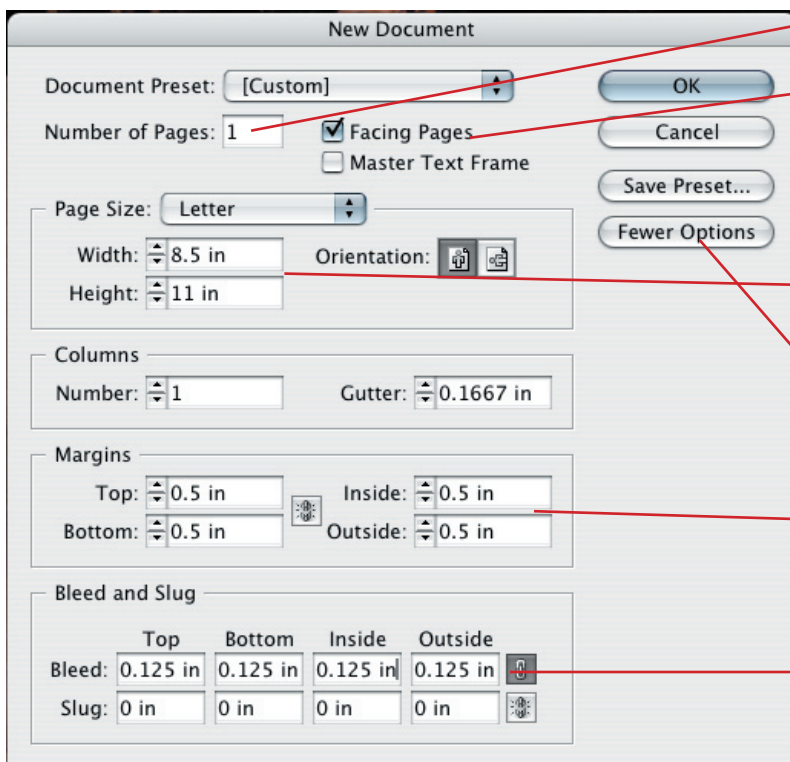 New Document
Document Preset: [Custom]
OK
Number of Pages: 1
Facing Pages
Cancel
Master Text Frame
Save Preset...
Page Size: Letter
Fewer Options
Width: 8.5 in
Orientation:
Height: 11 in
Columns
Number: 1
Gutter: 0.1667 in
Margins
Top: 0.5 in
Inside: 0.5 in
Bottom: 0.5 in
Outside: 0.5 in
Bleed and Slug
Top Bottom Inside Outside
Bleed: 0.125 in 0.125 in 0.125 in 0.125 in
Slug: 0 in 0 in 0 in 0 in